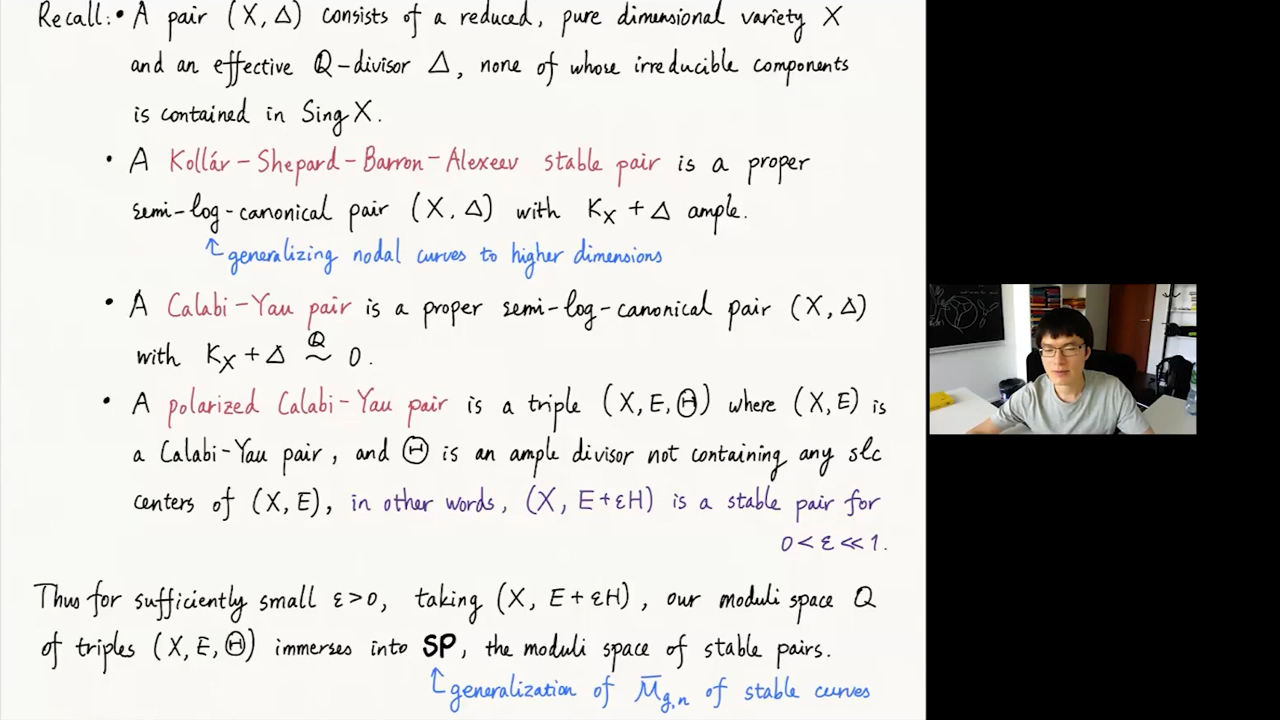 Recall: • A pair (X, Δ) consists of a reduced, pure dimensional variety X
and an effective ℚ-divisor Δ, none of whose irreducible components
is contained in Sing X.
• A Kollár-Shepard-Barron-Alexeev stable pair is a proper
semi-log-canonical pair (X, Δ) with K_X + Δ ample.
↑ generalizing nodal curves to higher dimensions
• A Calabi-Yau pair is a proper semi-log-canonical pair (X, Δ)
with K_X + Δ ~^ℚ 0.
• A polarized Calabi-Yau pair is a triple (X, E, Θ) where (X, E) is
a Calabi-Yau pair, and Θ is an ample divisor not containing any slc
centers of (X, E), in other words, (X, E+εH) is a stable pair for
0<ε≪1.
Thus for sufficiently small ε>0, taking (X, E+εH), our moduli space Q
of triples (X, E, Θ) immerses into SP, the moduli space of stable pairs.
↑ generalization of M̄_{g,n} of stable curves